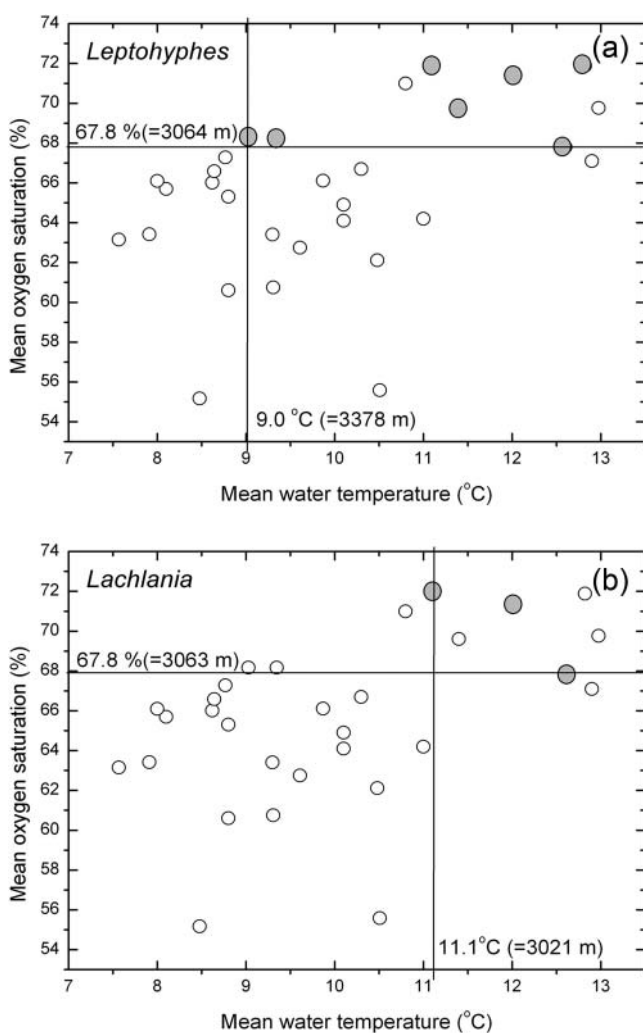 Leptohyphes
(a)
67.8 %(=3064 m)
9.0 °C (=3378 m)
Mean oxygen saturation (%)
74
72
70
68
66
64
62
60
58
56
54
7 8 9 10 11 12 13
Mean water temperature (°C)
Lachlania
(b)
67.8 %(=3063 m)
11.1°C (=3021 m)
Mean oxygen saturation (%)
74
72
70
68
66
64
62
60
58
56
54
7 8 9 10 11 12 13
Mean water temperature (°C)